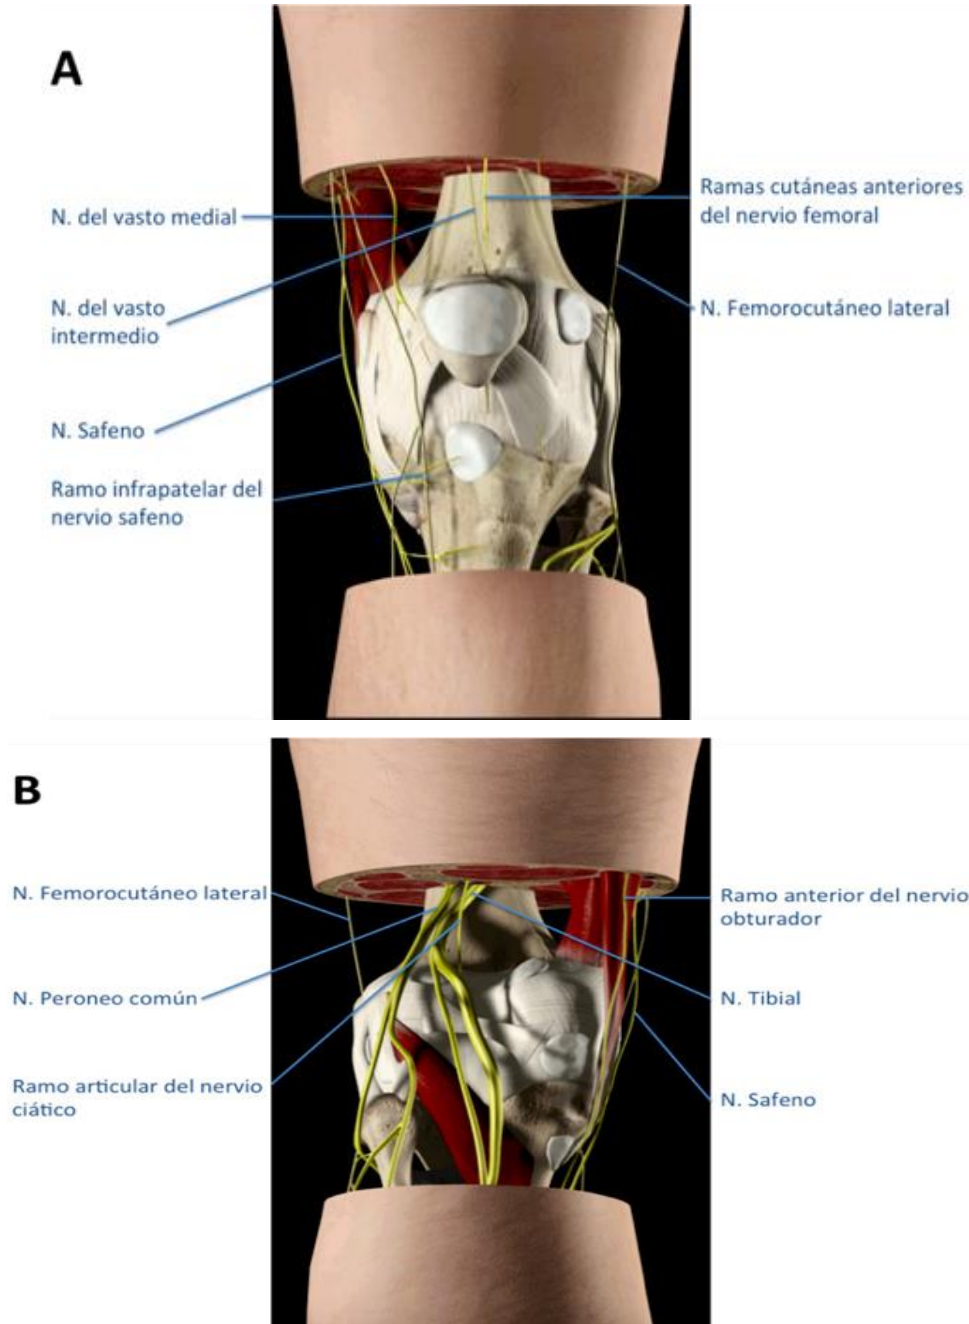 A
N. del vasto medial
N. del vasto
intermedio
N. Safeno
Ramo infrapatelar del
nervio safeno
Ramas cutáneas anteriores
del nervio femoral
N. Femorocutáneo lateral
B
N. Femorocutáneo lateral
N. Peroneo común
Ramo articular del nervio
ciático
Ramo anterior del nervio
obturador
N. Tibial
N. Safeno